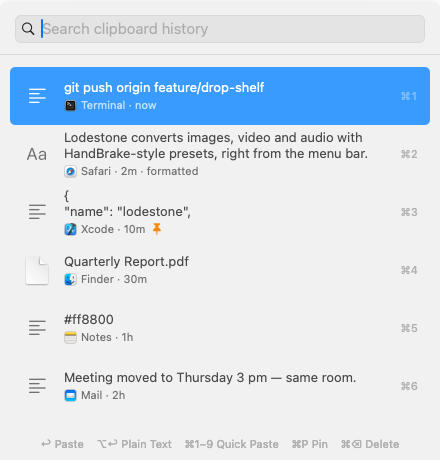 Search clipboard history
git push origin feature/drop-shelf
Terminal · now
⌘1
Aa
Lodestone converts images, video and audio with
HandBrake-style presets, right from the menu bar.
Safari · 2m · formatted
⌘2
{
"name": "lodestone",
Xcode · 10m
⌘3
Quarterly Report.pdf
Finder · 30m
⌘4
#ff8800
Notes · 1h
⌘5
Meeting moved to Thursday 3 pm — same room.
Mail · 2h
⌘6
↩ Paste ⌥↩ Plain Text ⌘1–9 Quick Paste ⌘P Pin ⌘⌫ Delete